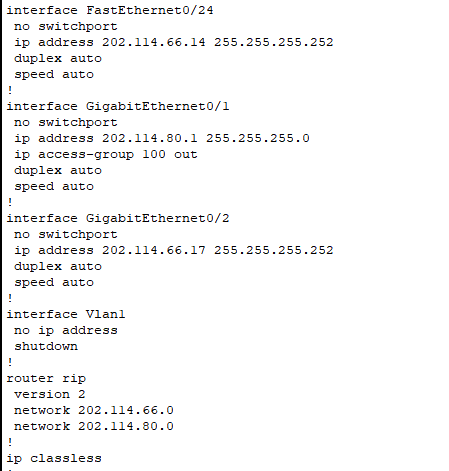 interface FastEthernet0/24
 no switchport
 ip address 202.114.66.14 255.255.255.252
 duplex auto
 speed auto
!
interface GigabitEthernet0/1
 no switchport
 ip address 202.114.80.1 255.255.255.0
 ip access-group 100 out
 duplex auto
 speed auto
!
interface GigabitEthernet0/2
 no switchport
 ip address 202.114.66.17 255.255.255.252
 duplex auto
 speed auto
!
interface Vlan1
 no ip address
 shutdown
!
router rip
 version 2
 network 202.114.66.0
 network 202.114.80.0
!
ip classless